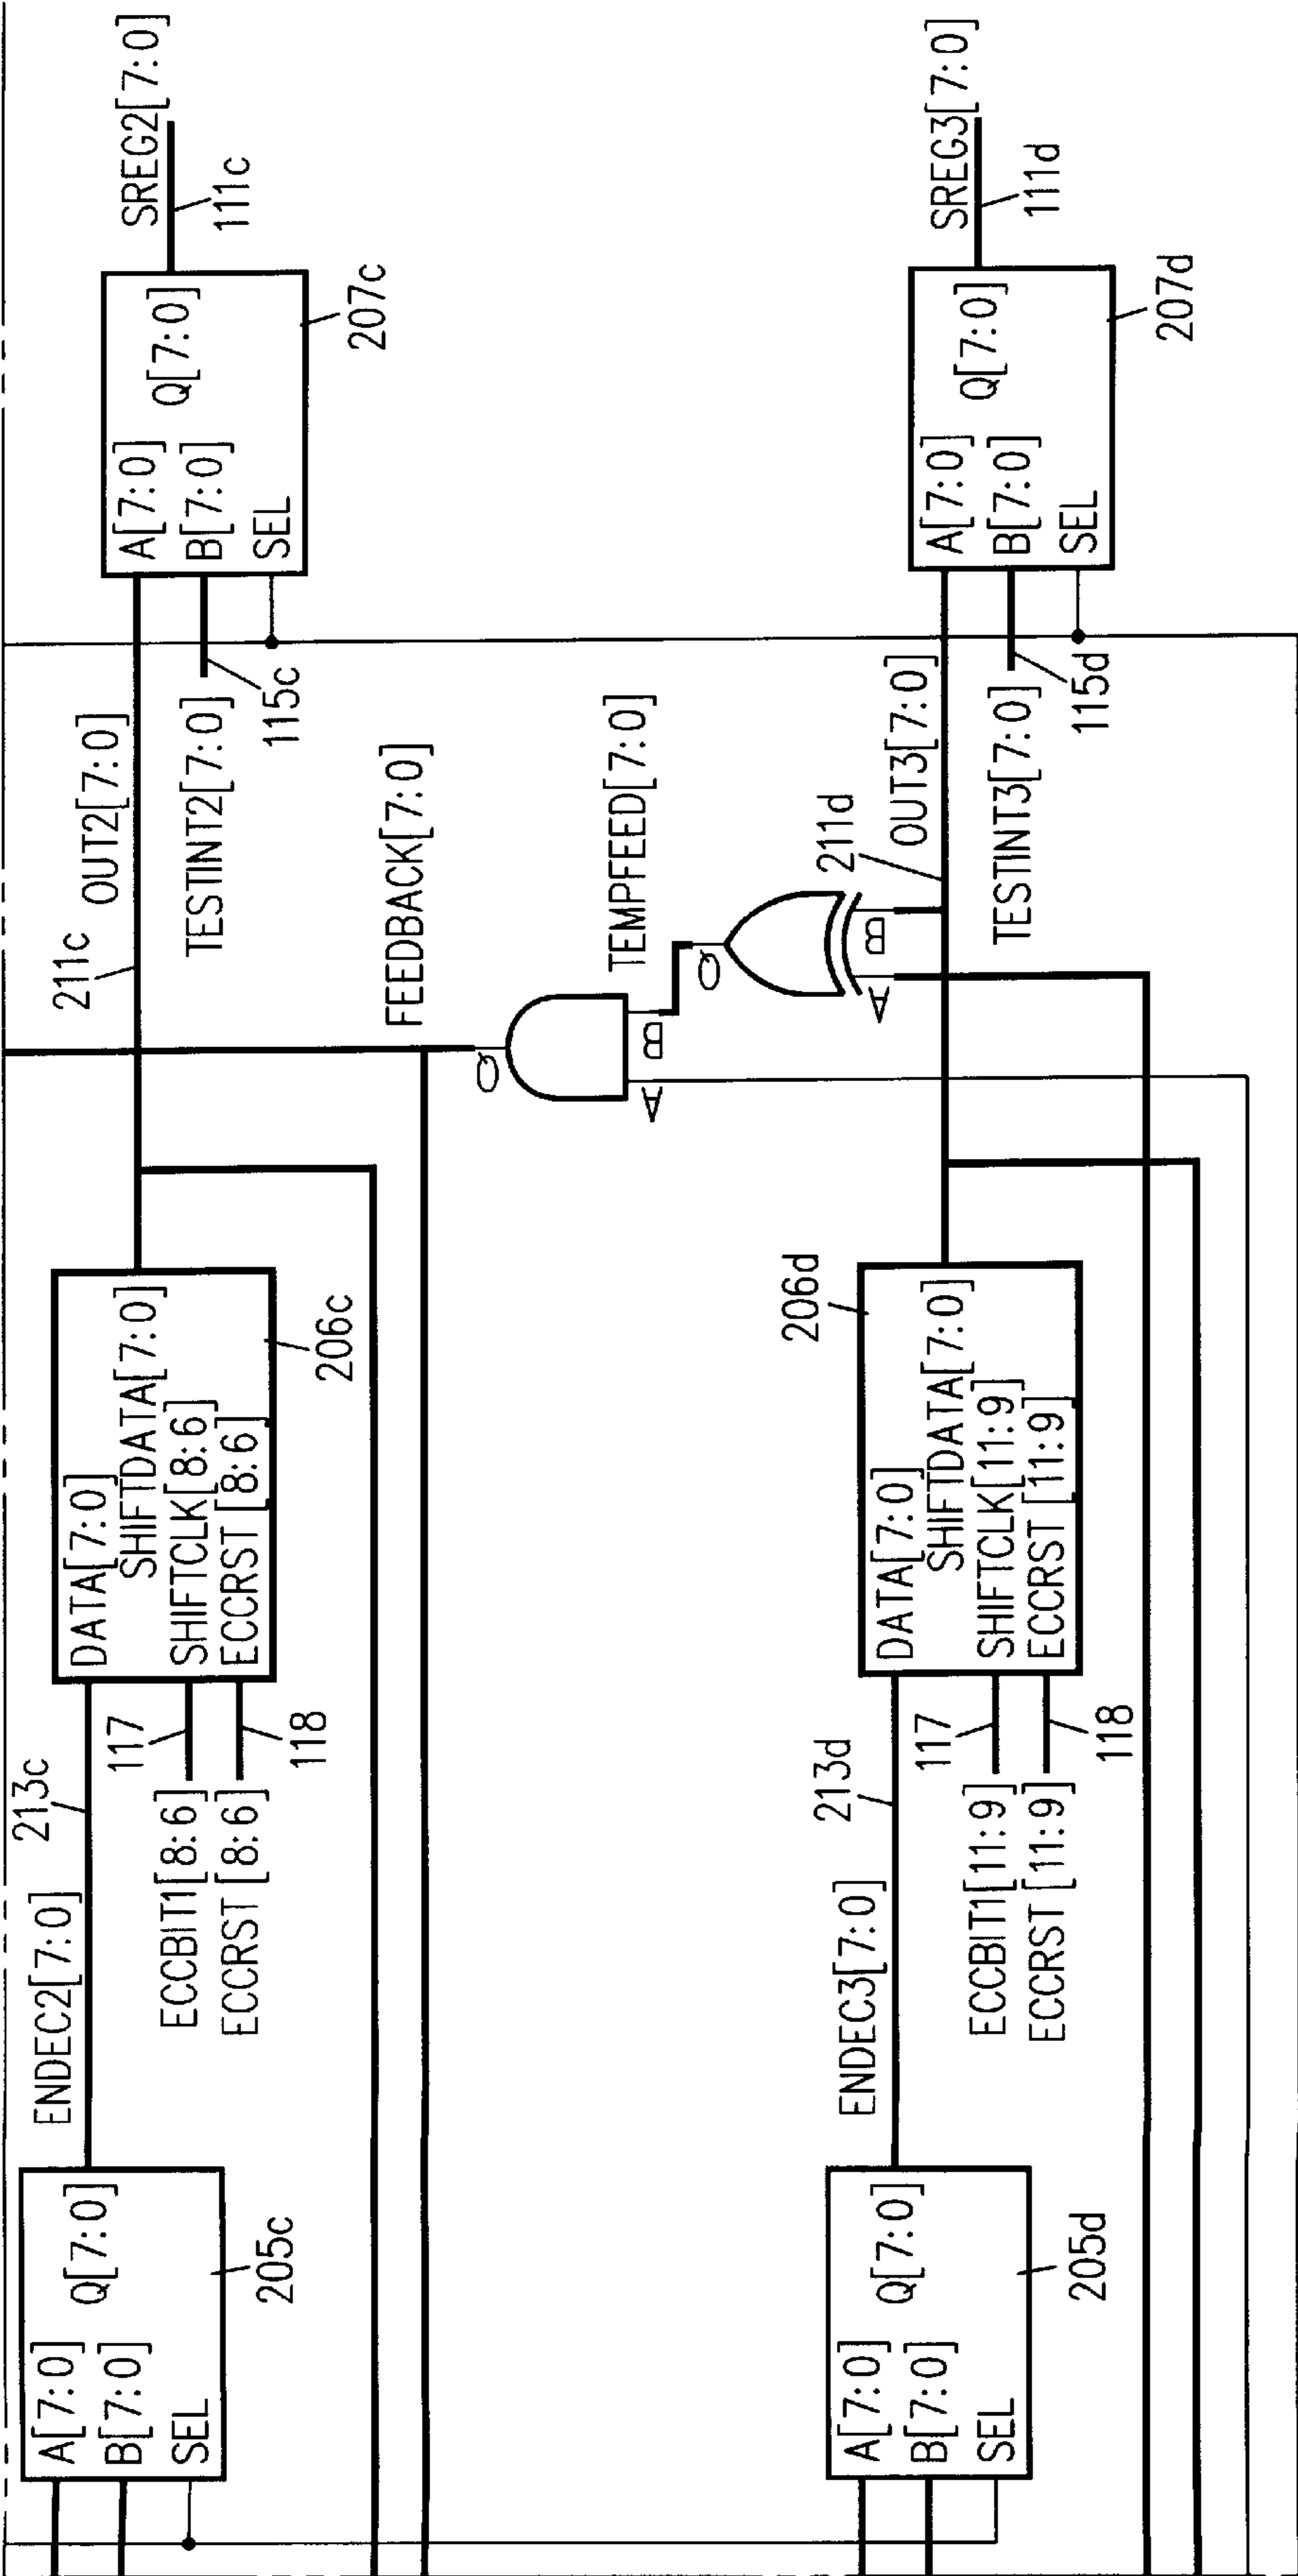 A[7:0]
B[7:0]
SEL
Q[7:0]
205c
ENDEC2[7:0]
213c
ECCBIT1[8:6]
ECCRST [8:6]
117
118
DATA[7:0]
SHIFTDATA[7:0]
SHIFTCLK[8:6]
ECCRST [8:6]
206c
211c
OUT2[7:0]
TESTINT2[7:0]
115c
A[7:0]
B[7:0]
SEL
Q[7:0]
207c
SREG2[7:0]
111c
FEEDBACK[7:0]
Q
A
B
TEMPFEED[7:0]
Q
A
B
A[7:0]
B[7:0]
SEL
Q[7:0]
205d
ENDEC3[7:0]
213d
ECCBIT1[11:9]
ECCRST [11:9]
117
118
DATA[7:0]
SHIFTDATA[7:0]
SHIFTCLK[11:9]
ECCRST [11:9]
206d
211d
OUT3[7:0]
TESTINT3[7:0]
115d
A[7:0]
B[7:0]
SEL
Q[7:0]
207d
SREG3[7:0]
111d